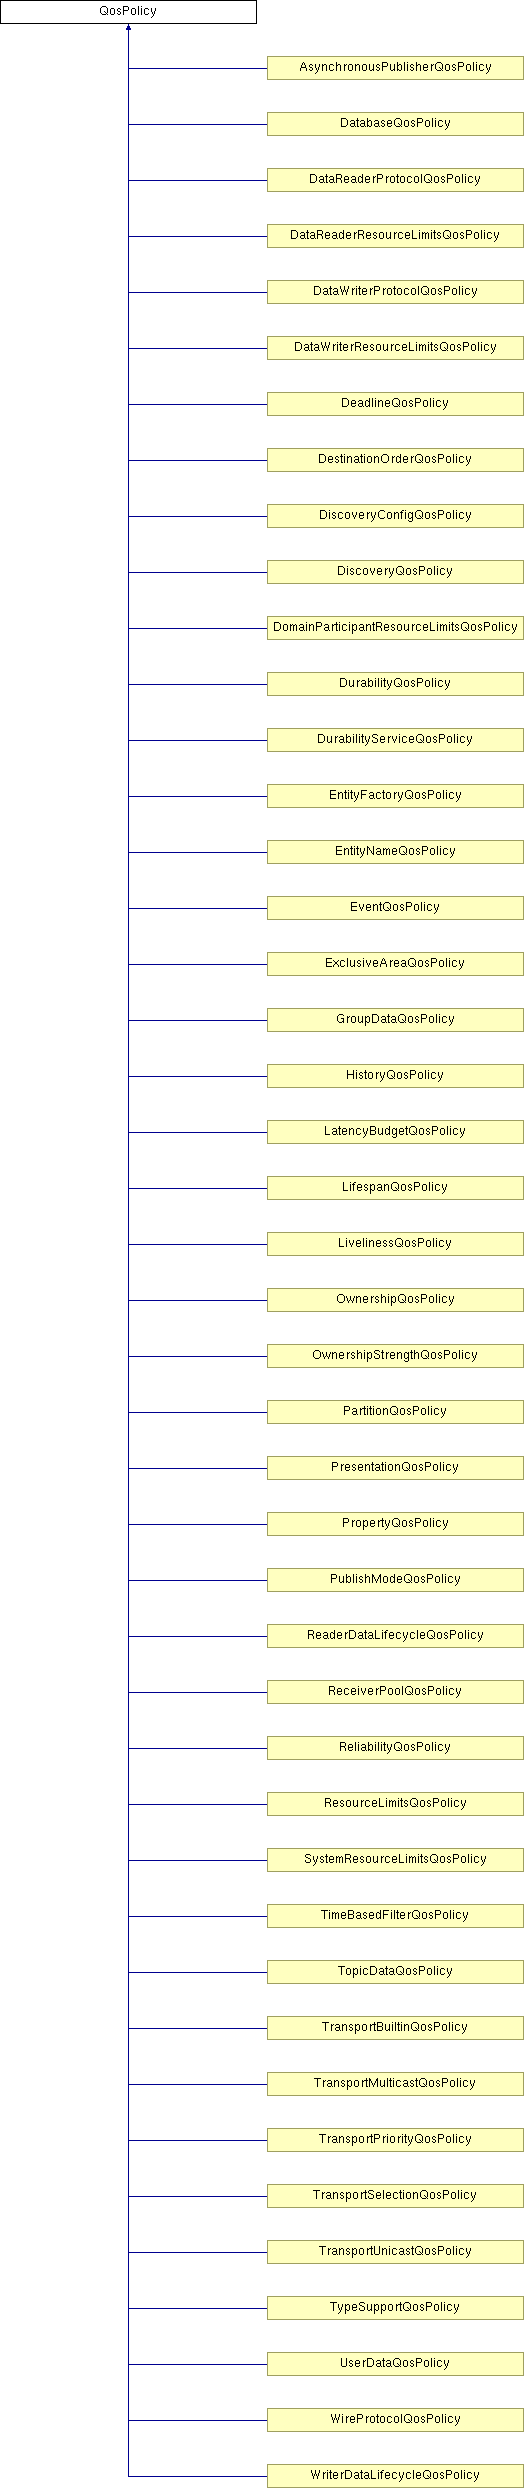 QosPolicy
AsynchronousPublisherQosPolicy
DatabaseQosPolicy
DataReaderProtocolQosPolicy
DataReaderResourceLimitsQosPolicy
DataWriterProtocolQosPolicy
DataWriterResourceLimitsQosPolicy
DeadlineQosPolicy
DestinationOrderQosPolicy
DiscoveryConfigQosPolicy
DiscoveryQosPolicy
DomainParticipantResourceLimitsQosPolicy
DurabilityQosPolicy
DurabilityServiceQosPolicy
EntityFactoryQosPolicy
EntityNameQosPolicy
EventQosPolicy
ExclusiveAreaQosPolicy
GroupDataQosPolicy
HistoryQosPolicy
LatencyBudgetQosPolicy
LifespanQosPolicy
LivelinessQosPolicy
OwnershipQosPolicy
OwnershipStrengthQosPolicy
PartitionQosPolicy
PresentationQosPolicy
PropertyQosPolicy
PublishModeQosPolicy
ReaderDataLifecycleQosPolicy
ReceiverPoolQosPolicy
ReliabilityQosPolicy
ResourceLimitsQosPolicy
SystemResourceLimitsQosPolicy
TimeBasedFilterQosPolicy
TopicDataQosPolicy
TransportBuiltinQosPolicy
TransportMulticastQosPolicy
TransportPriorityQosPolicy
TransportSelectionQosPolicy
TransportUnicastQosPolicy
TypeSupportQosPolicy
UserDataQosPolicy
WireProtocolQosPolicy
WriterDataLifecycleQosPolicy